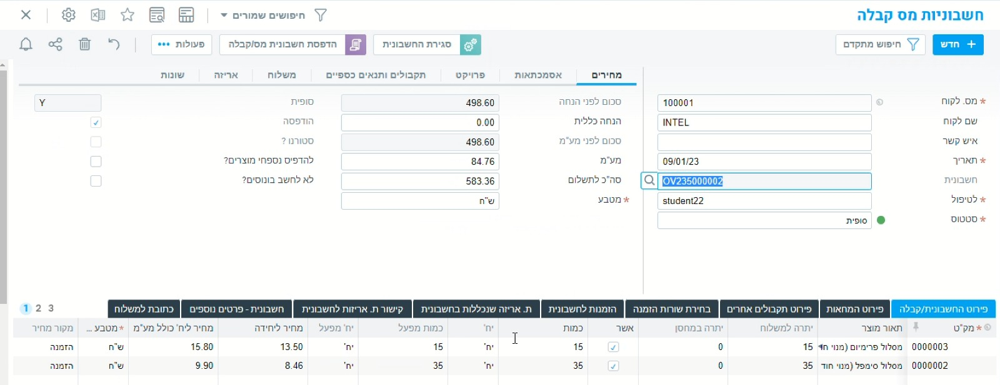 חשבוניות מס קבלה
חיפושים שמורים
+ חדש
חיפוש מתקדם
סגירת החשבונית
הדפסת חשבונית מס/קבלה
פעולות •••
* מס. לקוח 100001
שם לקוח INTEL
איש קשר
* תאריך 09/01/23
חשבונית OV235000002
* לטיפול student22
* סטטוס סופית
מחירים אסמכתאות פרויקט תקבולים ותנאים כספיים משלוח אריזה שונות
סכום לפני הנחה 498.60 סופית Y
הנחה כללית 0.00 הודפסה
סכום לפני מע"מ 498.60 סטורנו ?
מע"מ 84.76 להדפיס נספחי מוצרים?
סה"כ לתשלום 583.36 לא לחשב בונוסים?
* מטבע ש"ח
פירוט החשבונית/קבלה פירוט המחאות פירוט תקבולים אחרים בחירת שורות הזמנה הזמנות לחשבונית ת. אריזה שנכללות בחשבונית קישור ת. אריזות לחשבונית חשבונית - פרטים נוספים כתובת למשלוח 1 2 3
* מק"ט תאור מוצר יתרה למשלוח יתרה במחסן אשר כמות יח' כמות מפעל יח' מפעל מחיר ליחידה מחיר ליח' כולל מע"מ * מטבע ... מקור מחיר
0000003 מסלול פרימיום (מנוי חו 15 0 15 יח' 15 יח' 13.50 15.80 ש"ח הזמנה
0000002 מסלול סימפל (מנוי חוד 35 0 35 יח' 35 יח' 8.46 9.90 ש"ח הזמנה